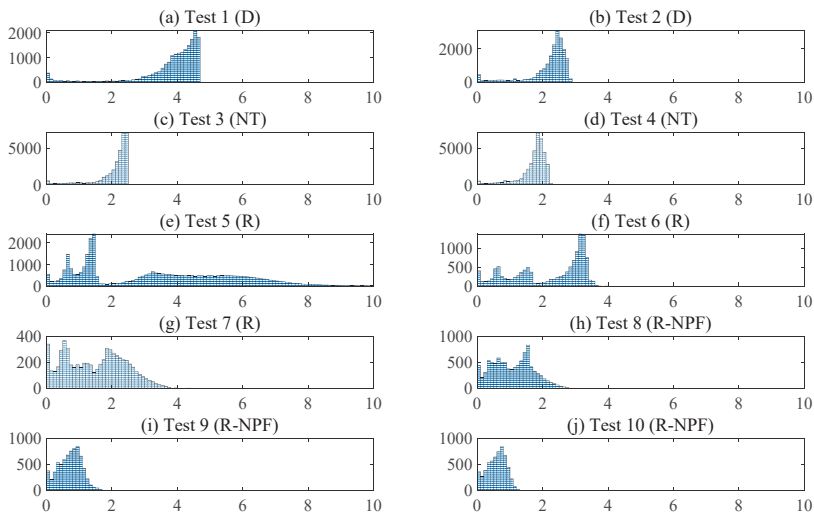 (a) Test 1 (D)
2000
1000
0
0 2 4 6 8 10
(b) Test 2 (D)
2000
0
0 2 4 6 8 10
(c) Test 3 (NT)
5000
0
0 2 4 6 8 10
(d) Test 4 (NT)
5000
0
0 2 4 6 8 10
(e) Test 5 (R)
2000
1000
0
0 2 4 6 8 10
(f) Test 6 (R)
1000
500
0
0 2 4 6 8 10
(g) Test 7 (R)
400
200
0
0 2 4 6 8 10
(h) Test 8 (R-NPF)
1000
500
0
0 2 4 6 8 10
(i) Test 9 (R-NPF)
1000
500
0
0 2 4 6 8 10
(j) Test 10 (R-NPF)
1000
500
0
0 2 4 6 8 10